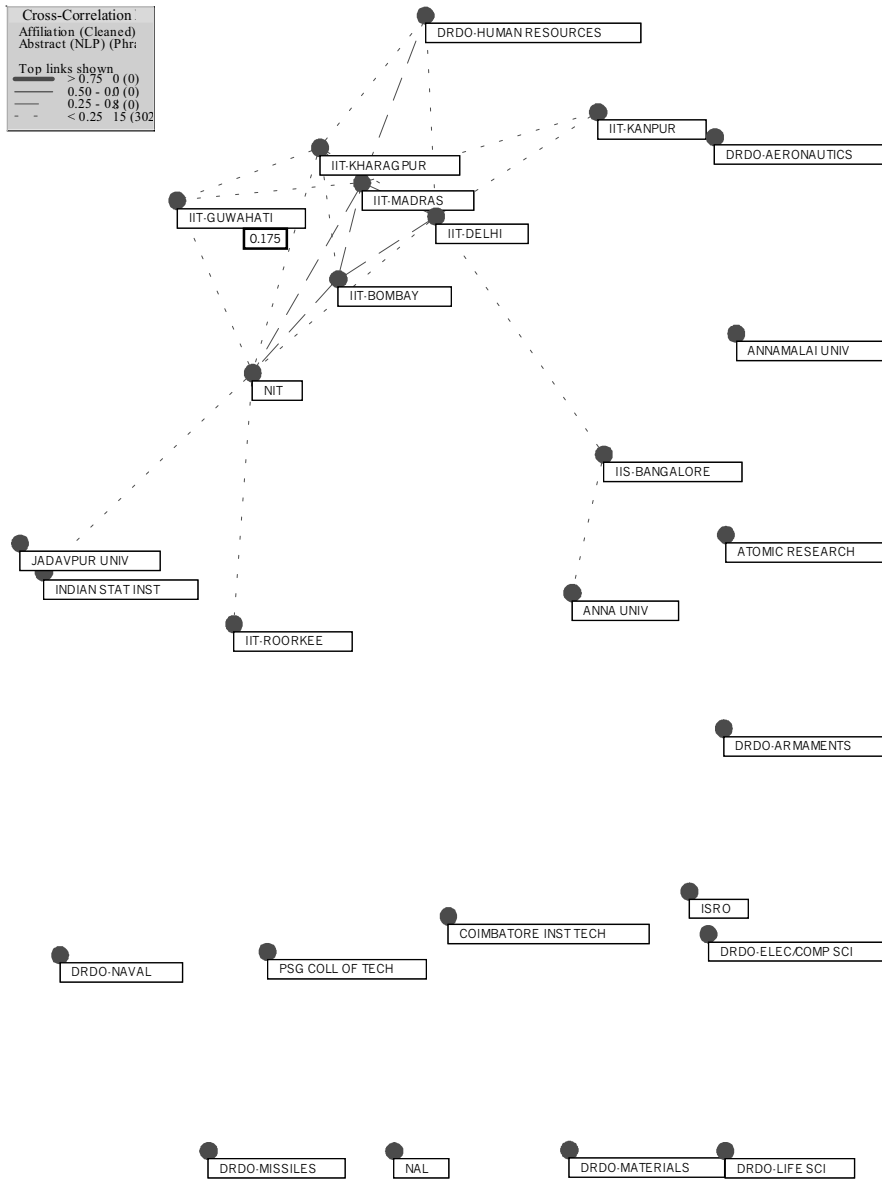 Cross-Correlation
Affiliation (Cleaned)
Abstract (NLP) (Phra
Top links shown
> 0.75 0 (0)
0.50 - 0 (0)
0.25 - 8 (0)
< 0.25 15 (302
DRDO-HUMAN RESOURCES
IIT-KANPUR
DRDO-AERONAUTICS
IIT-KHARAGPUR
IIT-MADRAS
IIT-GUWAHATI
IIT-DELHI
0.175
IIT-BOMBAY
ANNAMALAI UNIV
NIT
IIS-BANGALORE
ATOMIC RESEARCH
JADAVPUR UNIV
INDIAN STAT INST
ANNA UNIV
IIT-ROORKEE
DRDO-ARMAMENTS
ISRO
COIMBATORE INST TECH
DRDO-ELEC/COMP SCI
DRDO-NAVAL
PSG COLL OF TECH
DRDO-MISSILES
NAL
DRDO-MATERIALS
DRDO-LIFE SCI